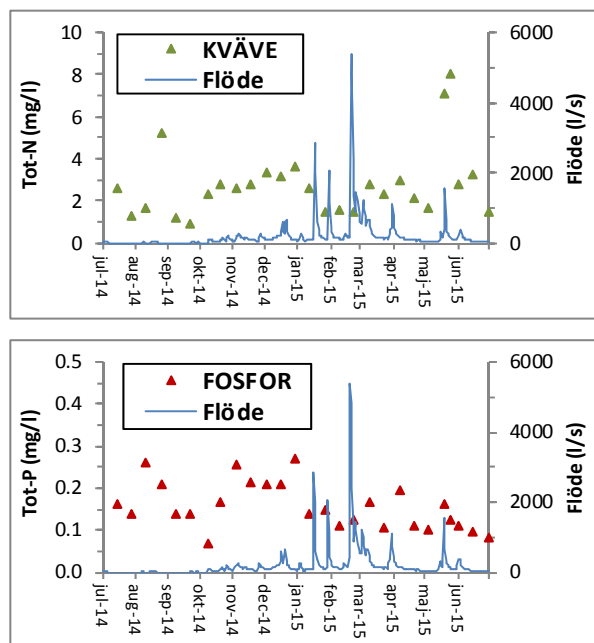 KVÄVE
Flöde
Tot-N (mg/l)
10
8
6
4
2
0
Flöde (l/s)
6000
4000
2000
0
jul-14
aug-14
sep-14
okt-14
nov-14
dec-14
jan-15
feb-15
mar-15
apr-15
maj-15
jun-15
FOSFOR
Flöde
Tot-P (mg/l)
0.5
0.4
0.3
0.2
0.1
0.0
Flöde (l/s)
6000
4000
2000
0
jul-14
aug-14
sep-14
okt-14
nov-14
dec-14
jan-15
feb-15
mar-15
apr-15
maj-15
jun-15